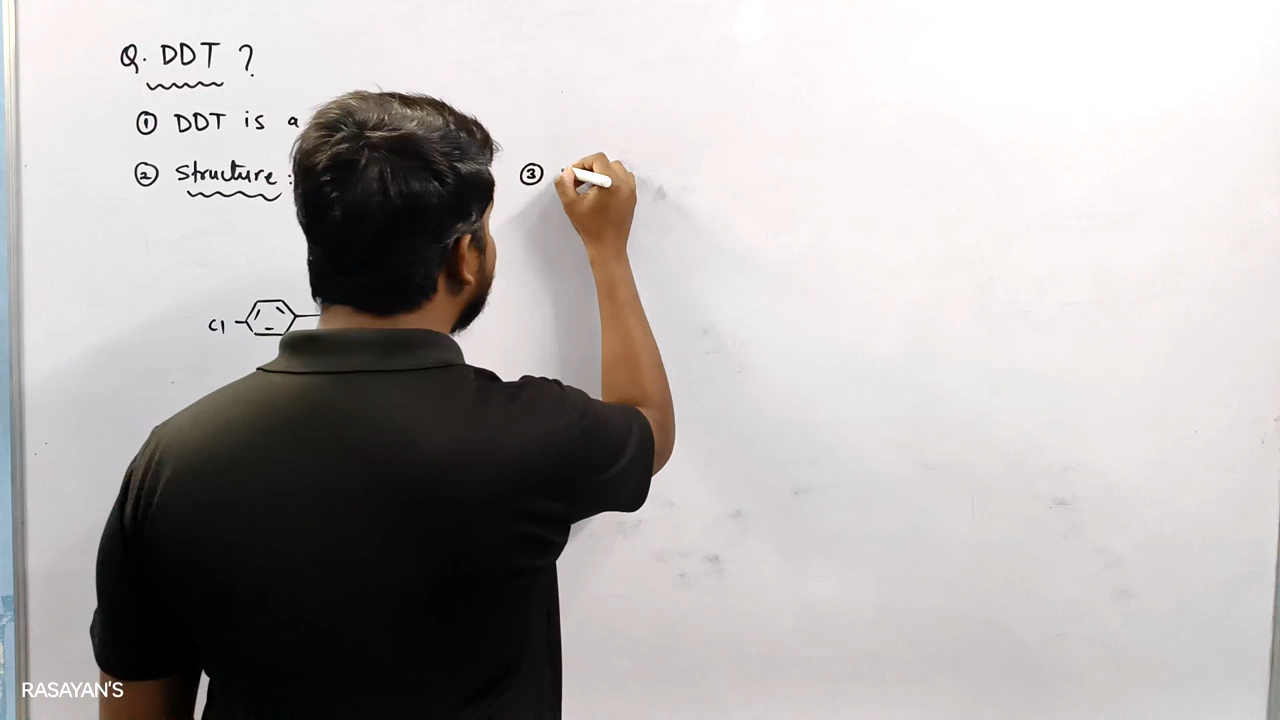 Q. DDT ?
① DDT is a
② Structure :
③
Cl
RASAYAN'S